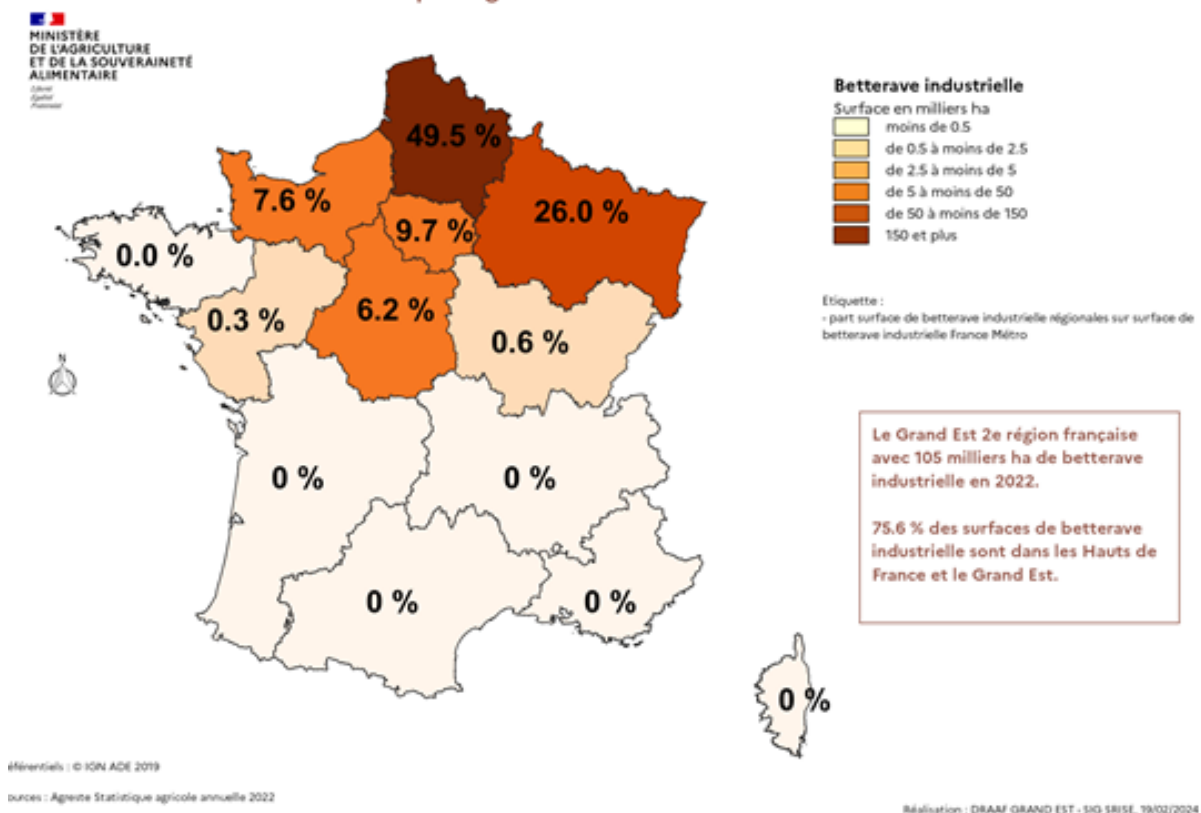 MINISTÈRE
DE L'AGRICULTURE
ET DE LA SOUVERAINETÉ
ALIMENTAIRE
Liberté
Égalité
Fraternité
49.5 %
7.6 %
9.7 %
26.0 %
0.0 %
0.3 %
6.2 %
0.6 %
0 %
0 %
0 %
0 %
0 %
N
Betterave industrielle
Surface en milliers ha
moins de 0.5
de 0.5 à moins de 2.5
de 2.5 à moins de 5
de 5 à moins de 50
de 50 à moins de 150
150 et plus
Etiquette :
- part surface de betterave industrielle régionales sur surface de
betterave industrielle France Métro
Le Grand Est 2e région française
avec 105 milliers ha de betterave
industrielle en 2022.
75.6 % des surfaces de betterave
industrielle sont dans les Hauts de
France et le Grand Est.
éférentiels : © IGN ADE 2019
ources : Agreste Statistique agricole annuelle 2022
Réalisation : DRAAF GRAND EST - SIG SRISE, 19/02/2024